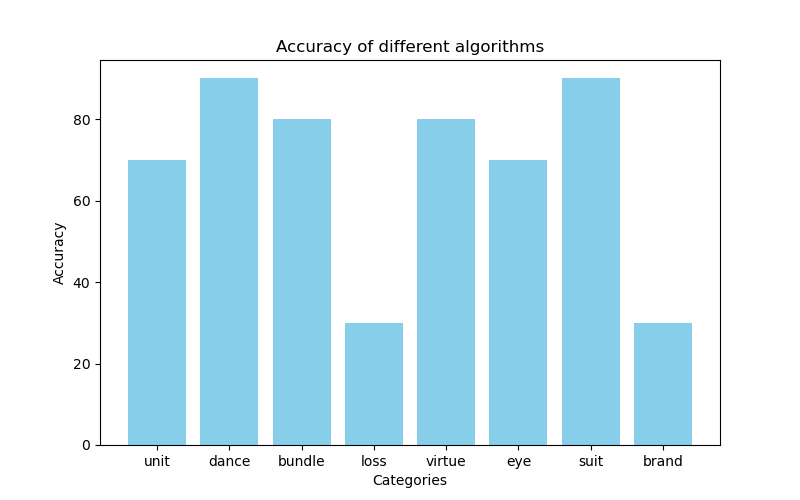 Accuracy of different algorithms
Accuracy
80
60
40
20
0
unit dance bundle loss virtue eye suit brand
Categories